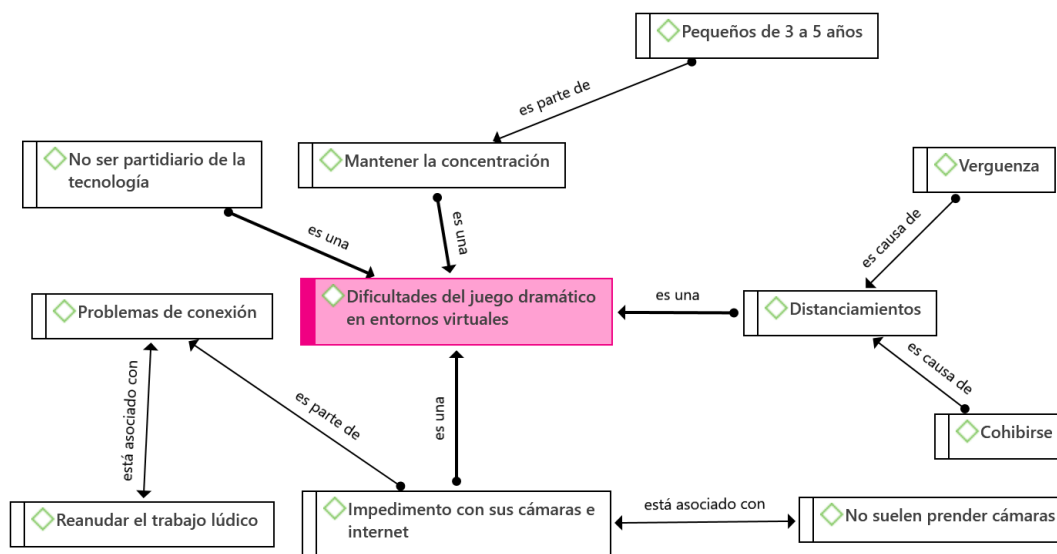 Pequeños de 3 a 5 años
es parte de
No ser partidiario de la
tecnología
Mantener la concentración
Verguenza
es una
es una
es causa de
Dificultades del juego dramático
en entornos virtuales
es una
Distanciamientos
Problemas de conexión
es causa de
está asociado con
es parte de
es una
Cohibirse
Reanudar el trabajo lúdico
Impedimento con sus cámaras e
internet
está asociado con
No suelen prender cámaras